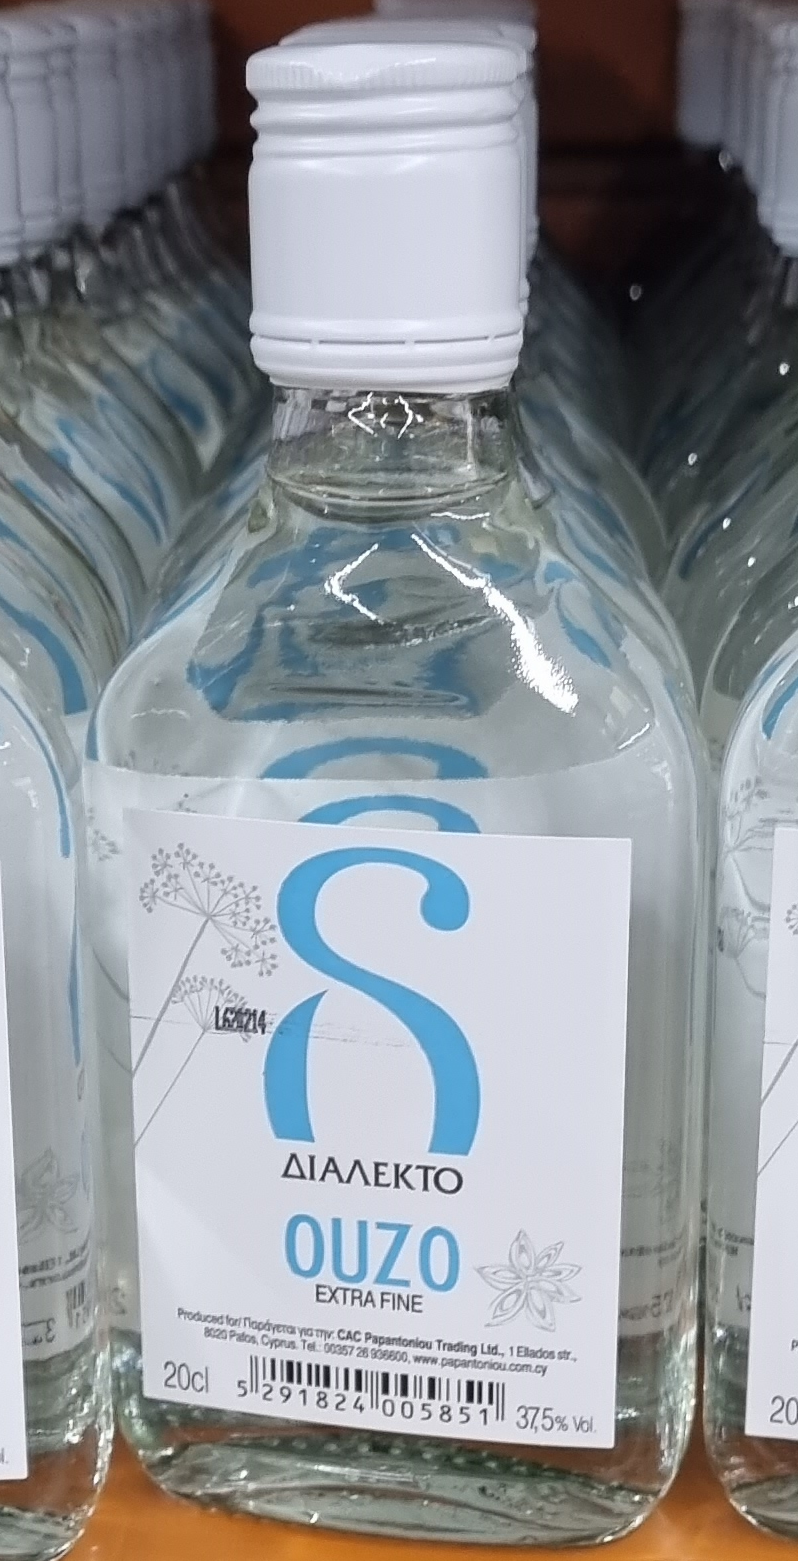 L620214
ΔΙΑΛΕΚΤΟ
OUZO
EXTRA FINE
Produced for/ Παράγεται για την: CAC Papantoniou Trading Ltd., 1 Ellados str.,
8020 Pafos, Cyprus. Tel.: 00357 26 936600, www.papantoniou.com.cy
20cl
5 291824 005851
37,5% Vol.
20